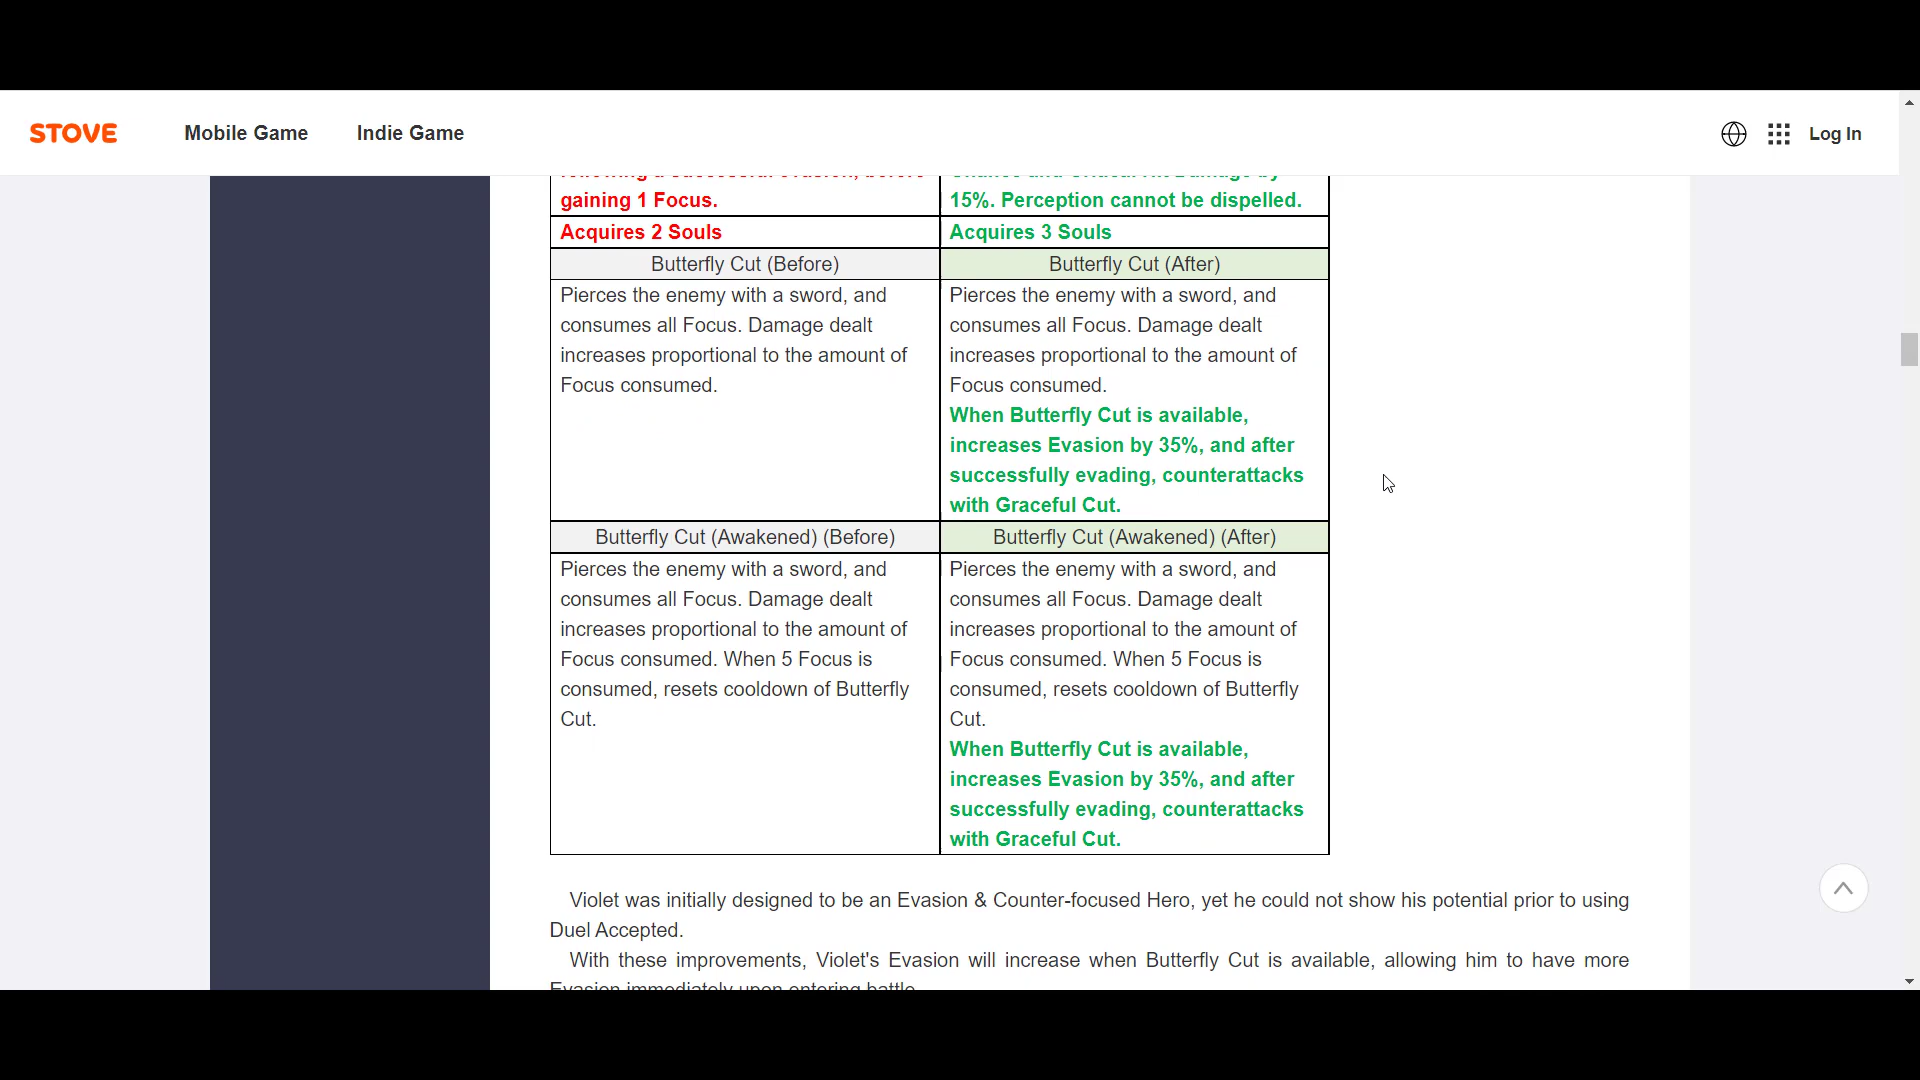 STOVE
Mobile Game
Indie Game
Log In
gaining 1 Focus.
15%. Perception cannot be dispelled.
Acquires 2 Souls
Acquires 3 Souls
Butterfly Cut (Before)
Butterfly Cut (After)
Pierces the enemy with a sword, and
consumes all Focus. Damage dealt
increases proportional to the amount of
Focus consumed.
Pierces the enemy with a sword, and
consumes all Focus. Damage dealt
increases proportional to the amount of
Focus consumed.
When Butterfly Cut is available,
increases Evasion by 35%, and after
successfully evading, counterattacks
with Graceful Cut.
Butterfly Cut (Awakened) (Before)
Butterfly Cut (Awakened) (After)
Pierces the enemy with a sword, and
consumes all Focus. Damage dealt
increases proportional to the amount of
Focus consumed. When 5 Focus is
consumed, resets cooldown of Butterfly
Cut.
Pierces the enemy with a sword, and
consumes all Focus. Damage dealt
increases proportional to the amount of
Focus consumed. When 5 Focus is
consumed, resets cooldown of Butterfly
Cut.
When Butterfly Cut is available,
increases Evasion by 35%, and after
successfully evading, counterattacks
with Graceful Cut.
Violet was initially designed to be an Evasion & Counter-focused Hero, yet he could not show his potential prior to using
Duel Accepted.
With these improvements, Violet's Evasion will increase when Butterfly Cut is available, allowing him to have more
Evasion immediately upon entering battle.